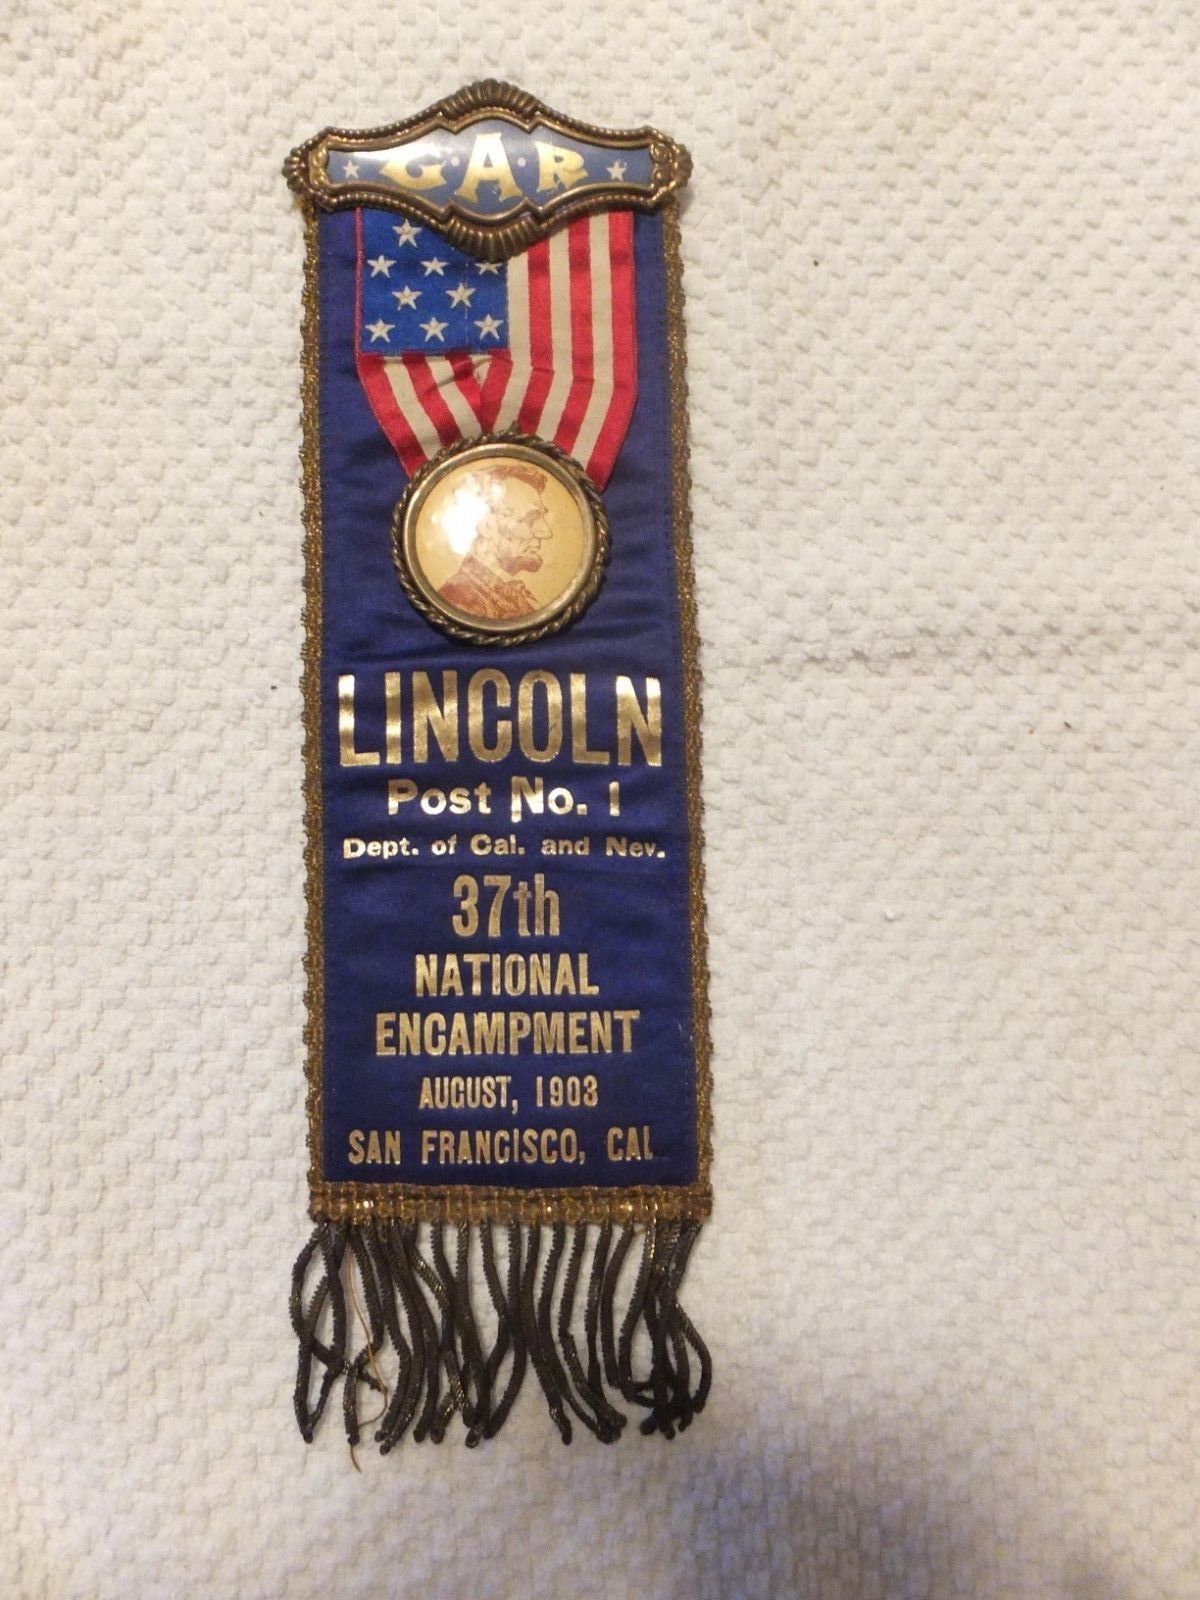 G.A.R
LINCOLN
Post No. 1
Dept. of Cal. and Nev.
37th
NATIONAL
ENCAMPMENT
AUGUST, 1903
SAN FRANCISCO, CAL